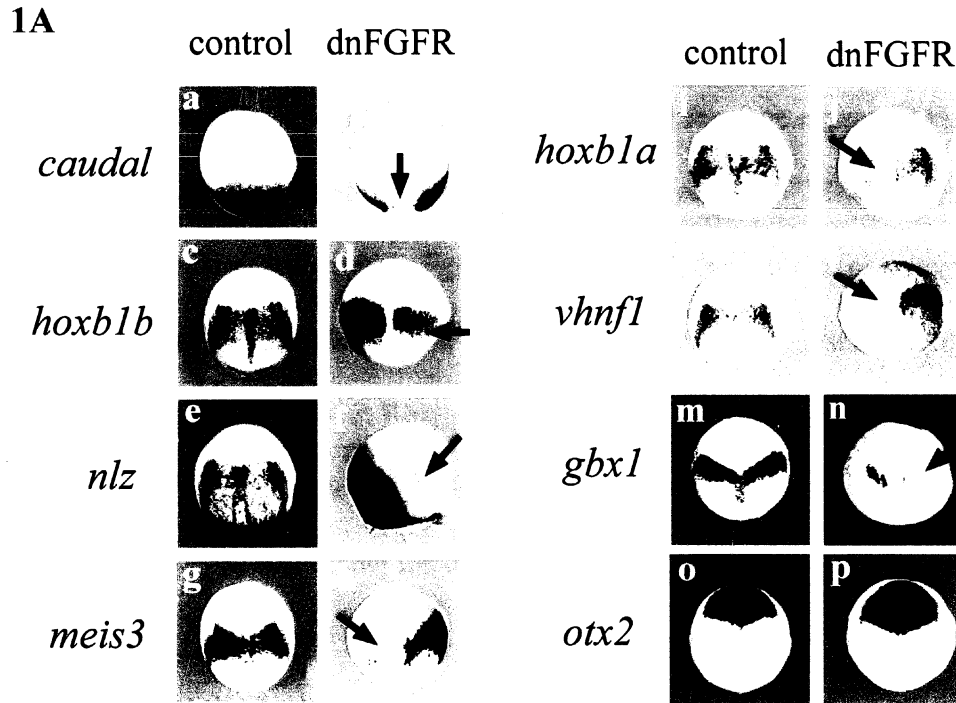 1A
control dnFGFR
a
caudal
c d
hoxb1b
e
nlz
g
meis3
control dnFGFR
hoxb1a
vhnf1
m n
gbx1
o p
otx2